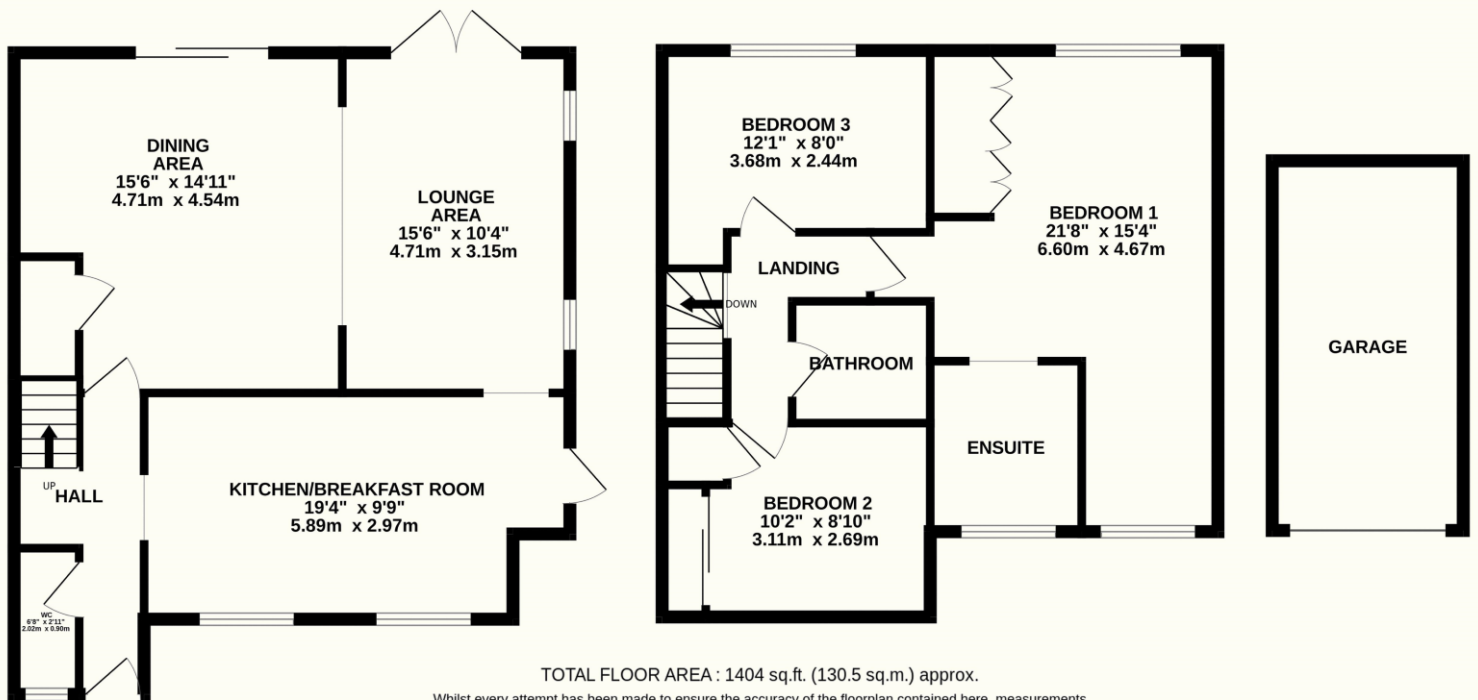 DINING
AREA
15'6" x 14'11"
4.71m x 4.54m
LOUNGE
AREA
15'6" x 10'4"
4.71m x 3.15m
UP
HALL
KITCHEN/BREAKFAST ROOM
19'4" x 9'9"
5.89m x 2.97m
WC
6'8" x 2'11"
2.02m x 0.90m
BEDROOM 3
12'1" x 8'0"
3.68m x 2.44m
BEDROOM 1
21'8" x 15'4"
6.60m x 4.67m
LANDING
DOWN
BATHROOM
ENSUITE
BEDROOM 2
10'2" x 8'10"
3.11m x 2.69m
GARAGE
TOTAL FLOOR AREA : 1404 sq.ft. (130.5 sq.m.) approx.
Whilst every attempt has been made to ensure the accuracy of the floorplan contained here, measurements